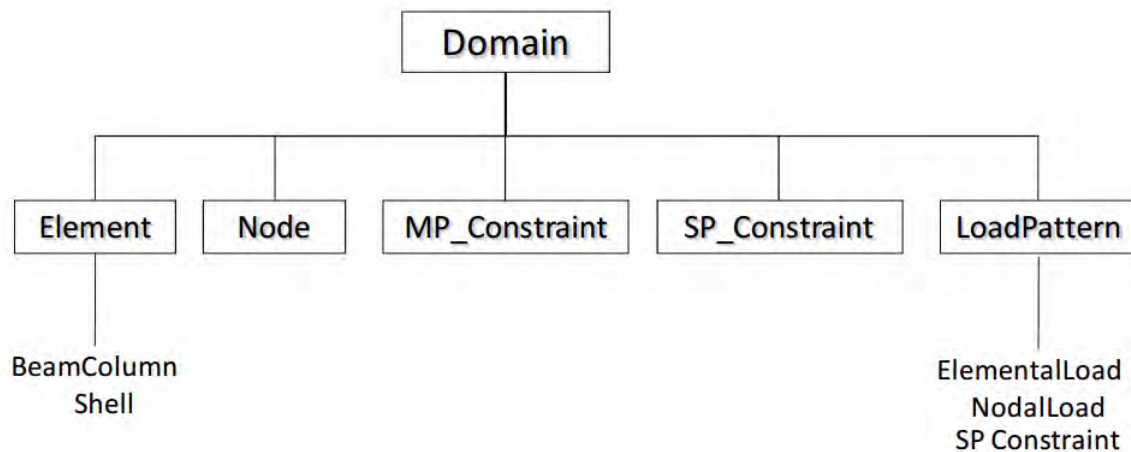 Domain
Element
Node
MP_Constraint
SP_Constraint
LoadPattern
BeamColumn
Shell
ElementalLoad
NodalLoad
SP Constraint